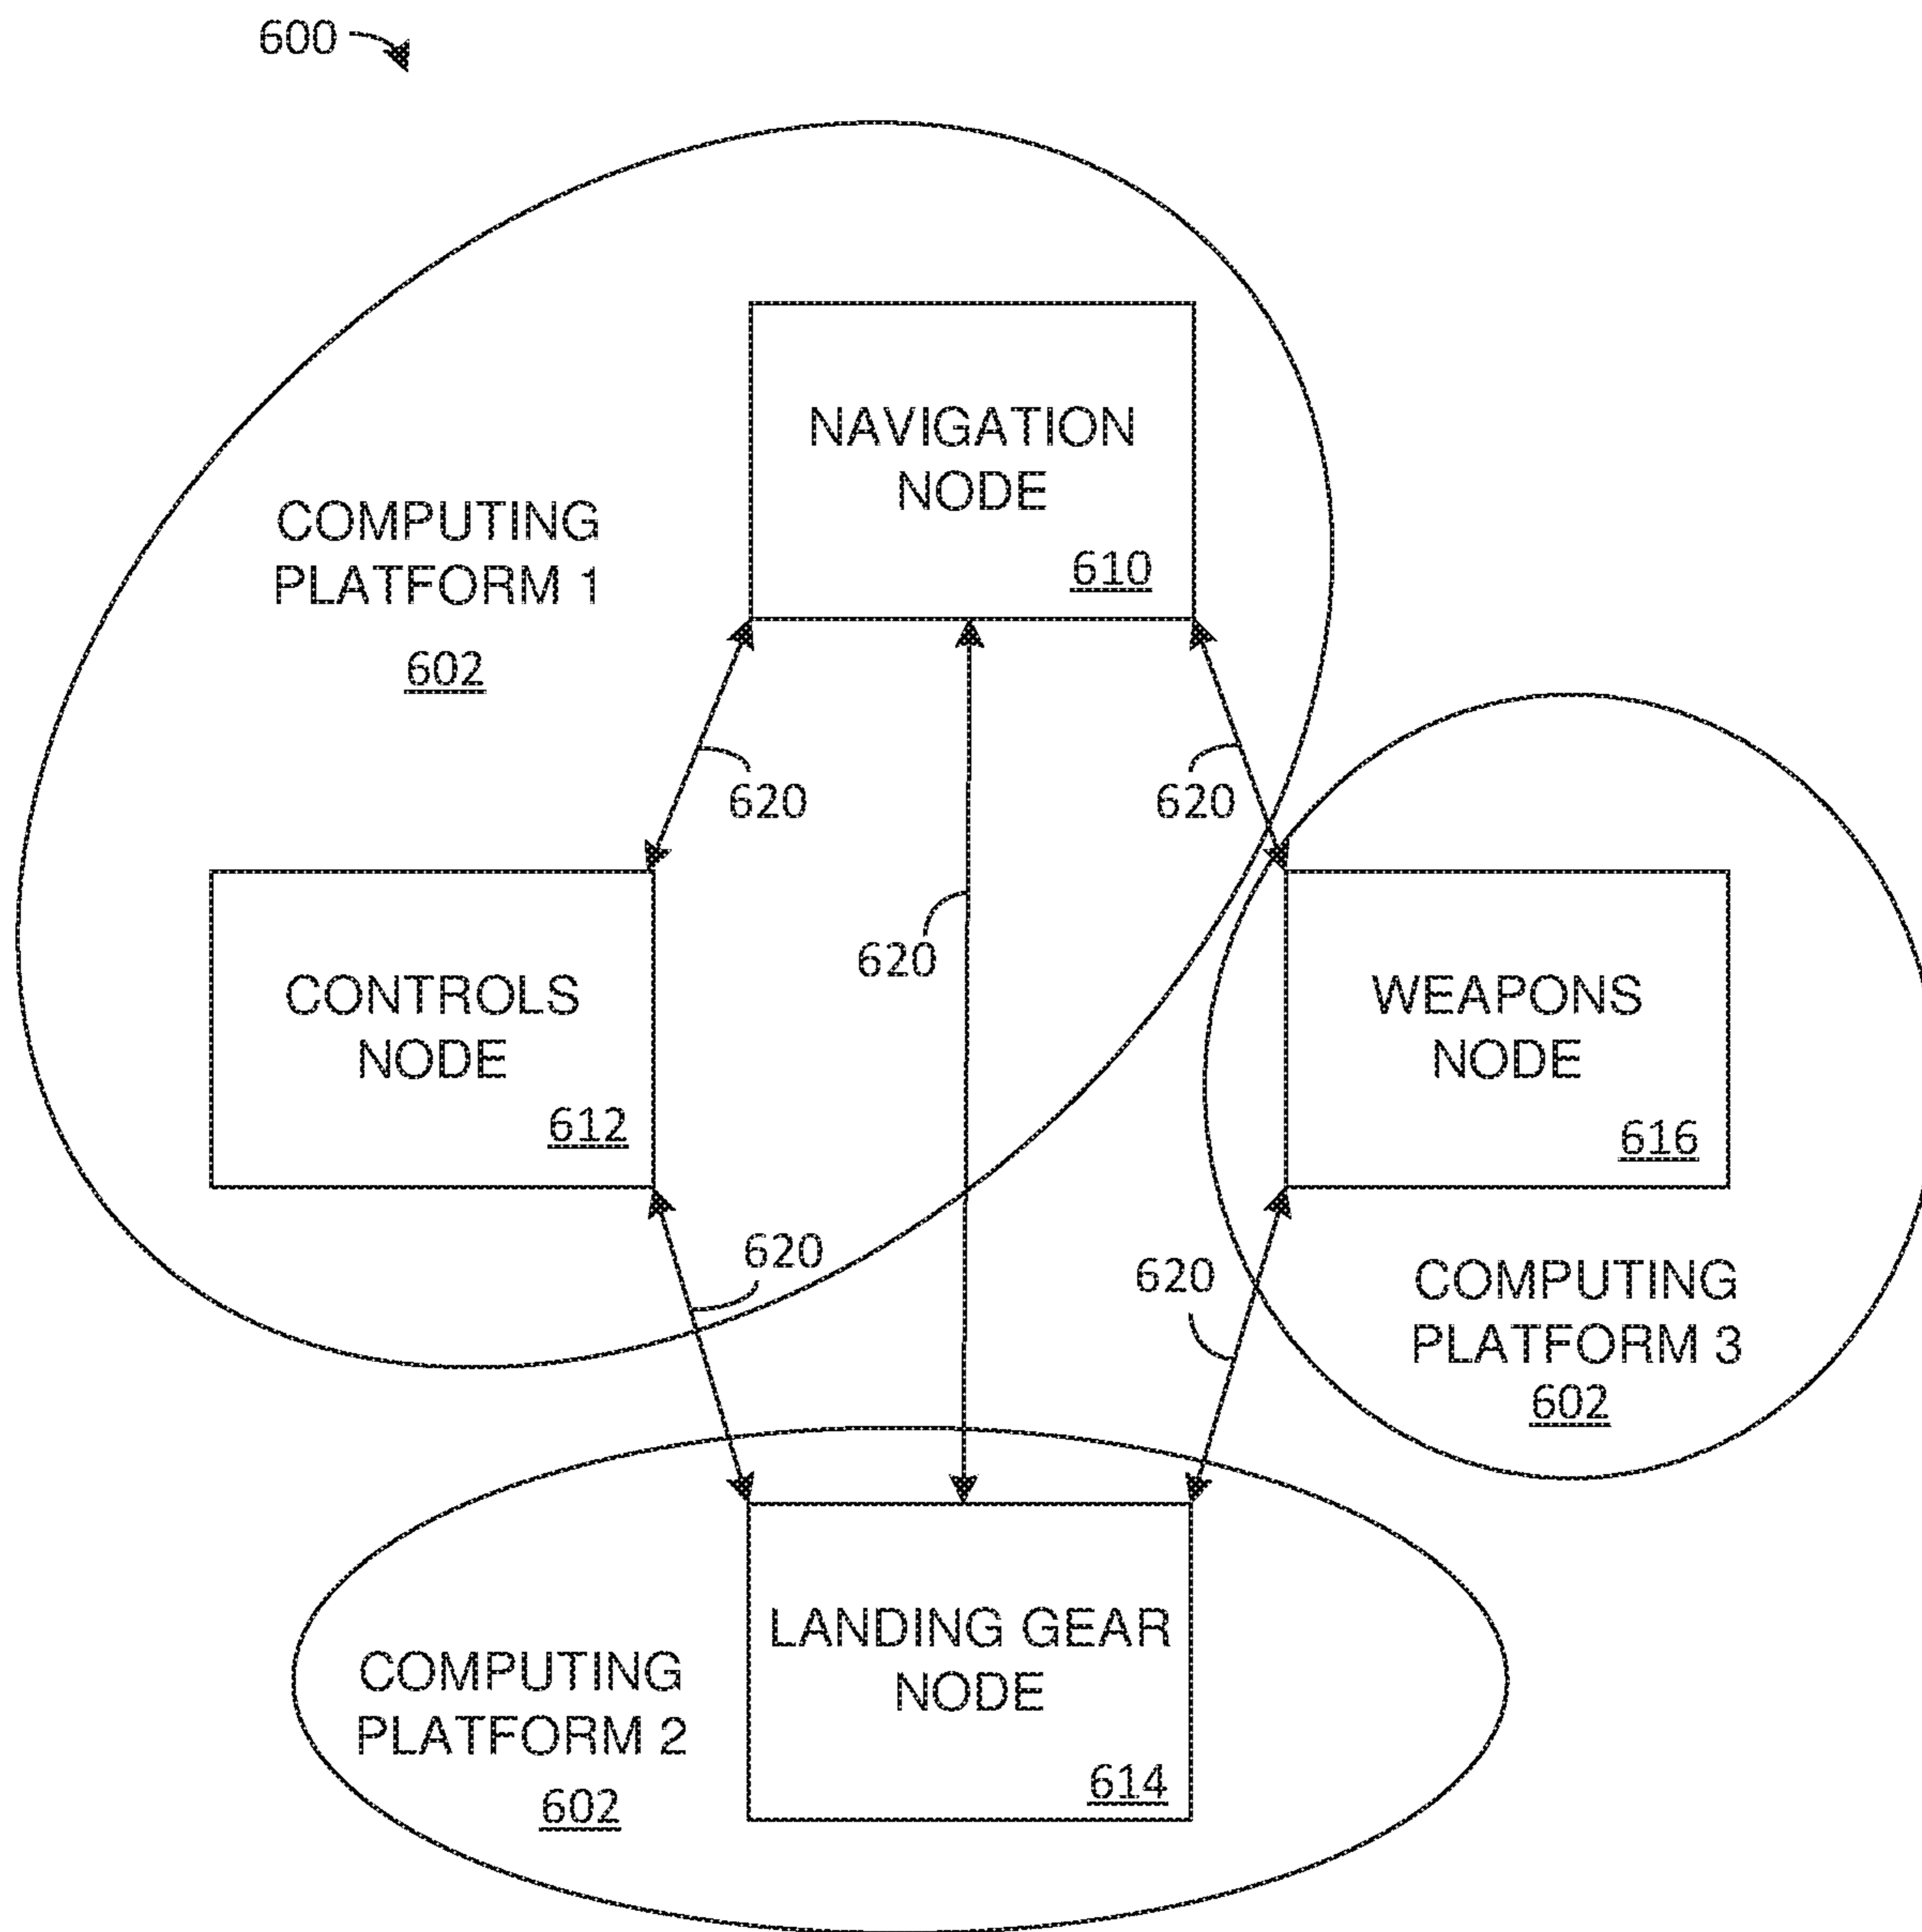 600
NAVIGATION
NODE
610
COMPUTING
PLATFORM 1
602
620
620
620
CONTROLS
NODE
612
WEAPONS
NODE
616
620
620
COMPUTING
PLATFORM 3
602
LANDING GEAR
NODE
614
COMPUTING
PLATFORM 2
602